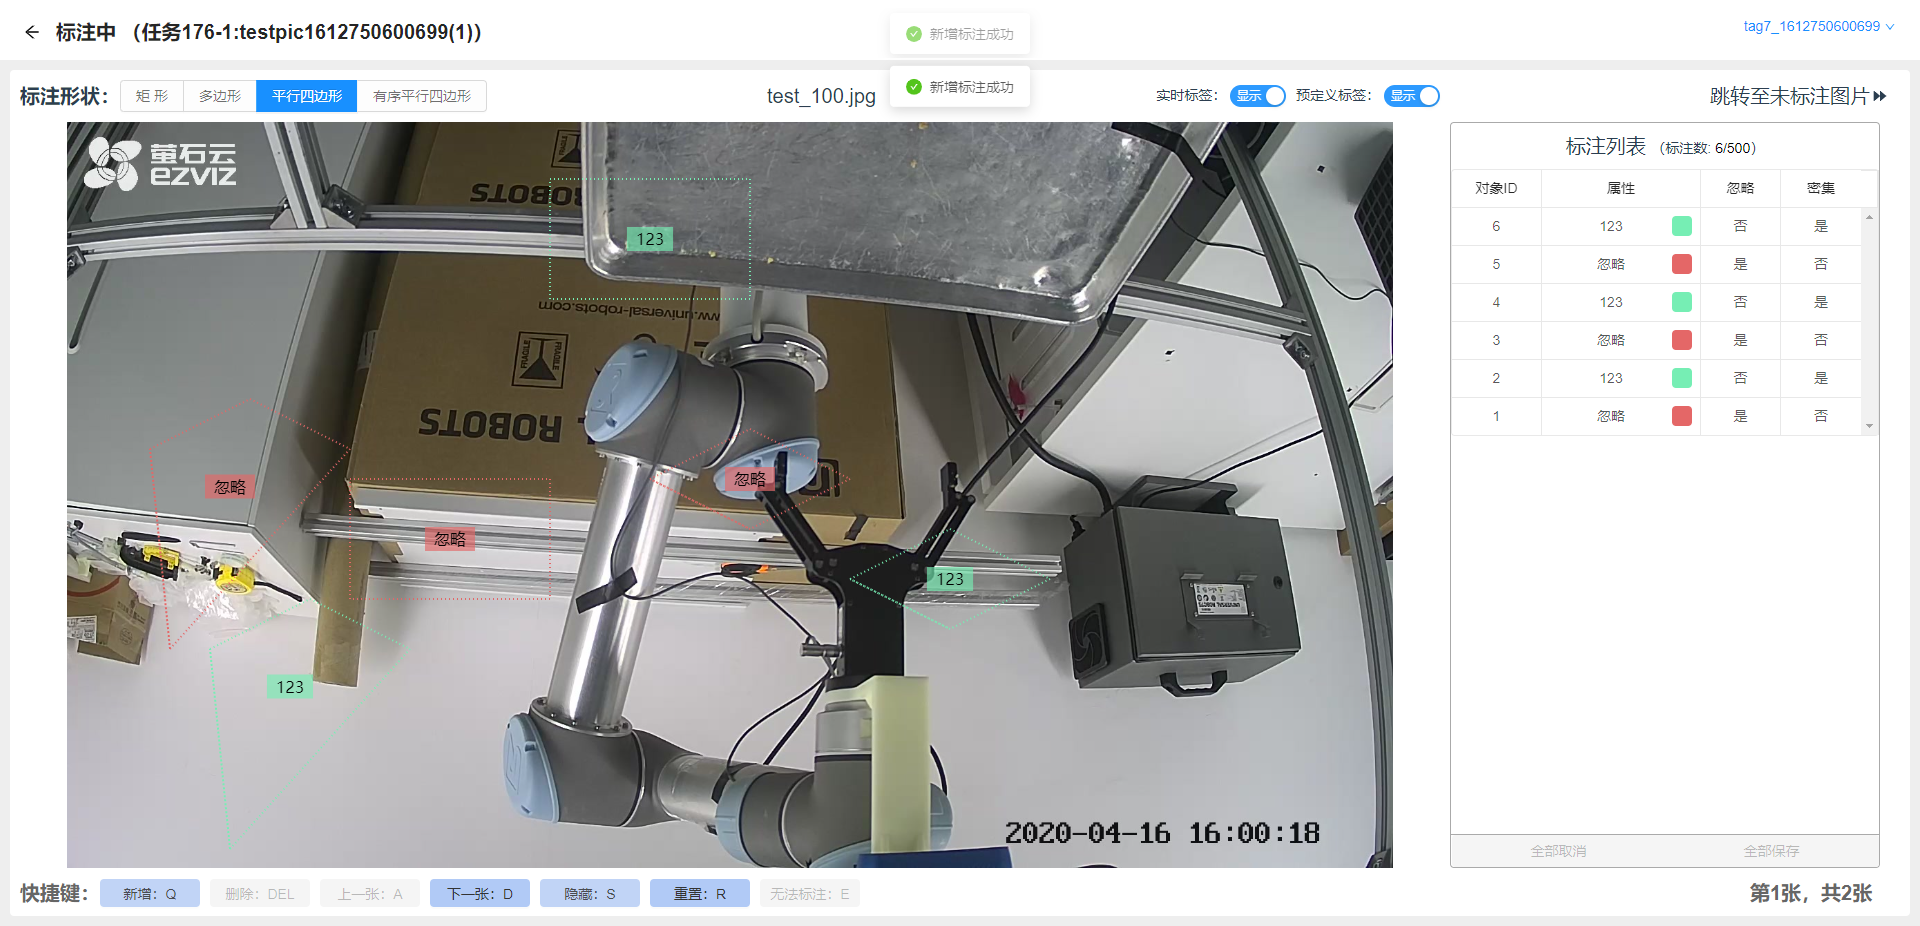 标注中 (任务176-1:testpic1612750600699(1))
新增标注成功
tag7_1612750600699
标注形状:
矩 形
多边形
平行四边形
有序平行四边形
test_100.jpg
新增标注成功
实时标签:
显示
预定义标签:
显示
跳转至未标注图片
萤石云
ezviz
ROBOTS
123
www.universal-robots.com
FRAGILE
FRAGILE
ROBOTS
忽略
忽略
忽略
123
UNIVERSAL ROBOTS
123
2020-04-16 16:00:18
标注列表 (标注数: 6/500)
对象ID 属性 忽略 密集
6 123 否 是
5 忽略 是 否
4 123 否 是
3 忽略 是 否
2 123 否 是
1 忽略 是 否
全部取消
全部保存
快捷键:
新增: Q
删除: DEL
上一张: A
下一张: D
隐藏: S
重置: R
无法标注: E
第1张, 共2张